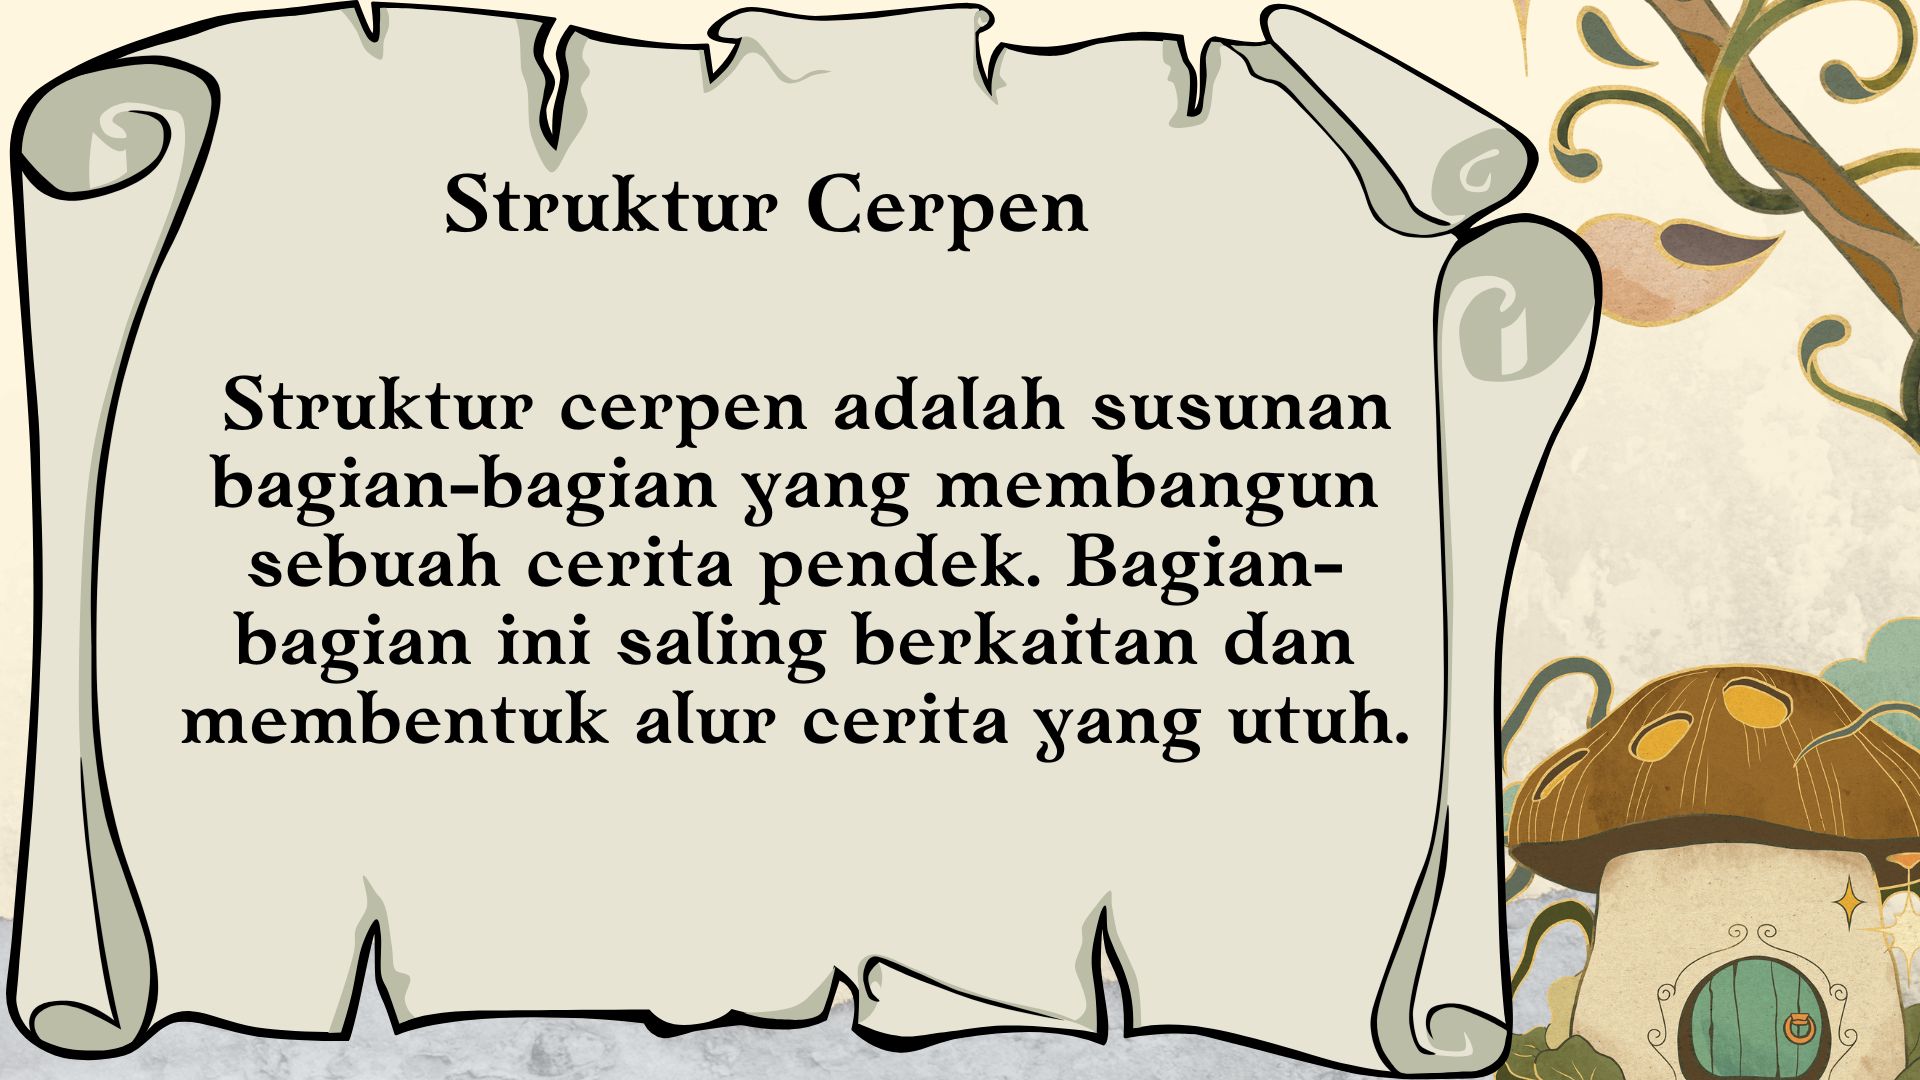 Struktur Cerpen
Struktur cerpen adalah susunan
bagian-bagian yang membangun
sebuah cerita pendek. Bagian-
bagian ini saling berkaitan dan
membentuk alur cerita yang utuh.